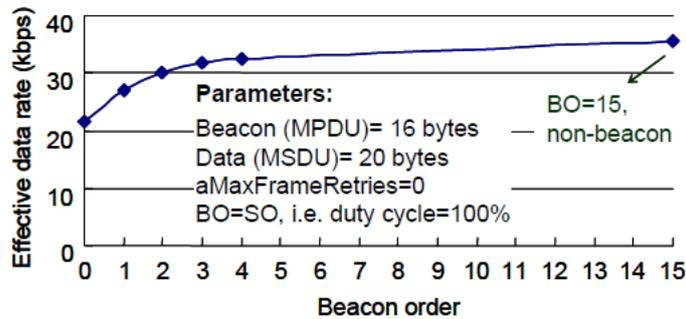 Effective data rate (kbps)
40
30
20
10
0
Parameters:
Beacon (MPDU)= 16 bytes
Data (MSDU)= 20 bytes
aMaxFrameRetries=0
BO=SO, i.e. duty cycle=100%
BO=15,
non-beacon
0 1 2 3 4 5 6 7 8 9 10 11 12 13 14 15
Beacon order